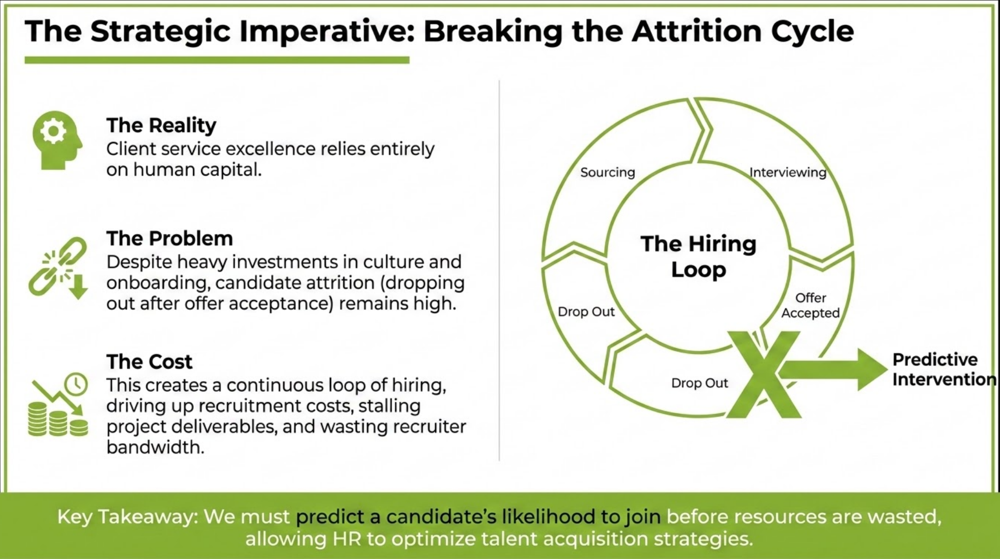 The Strategic Imperative: Breaking the Attrition Cycle
The Reality
Client service excellence relies entirely
on human capital.
The Problem
Despite heavy investments in culture and
onboarding, candidate attrition (dropping
out after offer acceptance) remains high.
The Cost
This creates a continuous loop of hiring,
driving up recruitment costs, stalling
project deliverables, and wasting recruiter
bandwidth.
Sourcing
Interviewing
The Hiring
Loop
Offer
Accepted
Drop Out
Drop Out
X
Predictive
Intervention
Key Takeaway: We must predict a candidate’s likelihood to join before resources are wasted,
allowing HR to optimize talent acquisition strategies.